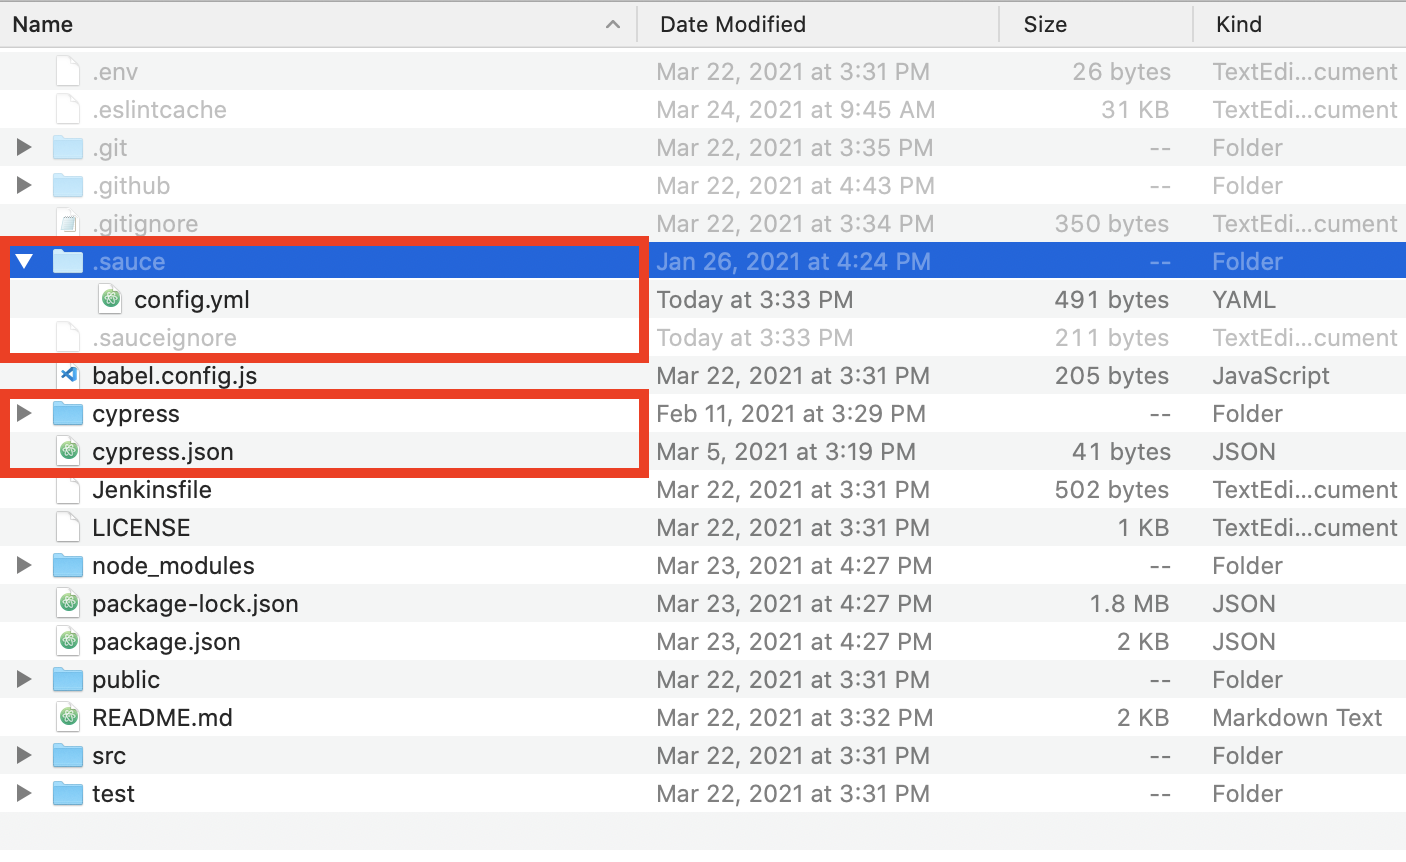 Name Date Modified Size Kind
.env Mar 22, 2021 at 3:31 PM 26 bytes TextEdi...cument
.eslintcache Mar 24, 2021 at 9:45 AM 31 KB TextEdi...cument
.git Mar 22, 2021 at 3:35 PM -- Folder
.github Mar 22, 2021 at 4:43 PM -- Folder
.gitignore Mar 22, 2021 at 3:34 PM 350 bytes TextEdi...cument
.sauce Jan 26, 2021 at 4:24 PM -- Folder
config.yml Today at 3:33 PM 491 bytes YAML
.sauceignore Today at 3:33 PM 211 bytes TextEdi...cument
babel.config.js Mar 22, 2021 at 3:31 PM 205 bytes JavaScript
cypress Feb 11, 2021 at 3:29 PM -- Folder
cypress.json Mar 5, 2021 at 3:19 PM 41 bytes JSON
Jenkinsfile Mar 22, 2021 at 3:31 PM 502 bytes TextEdi...cument
LICENSE Mar 22, 2021 at 3:31 PM 1 KB TextEdi...cument
node_modules Mar 23, 2021 at 4:27 PM -- Folder
package-lock.json Mar 23, 2021 at 4:27 PM 1.8 MB JSON
package.json Mar 23, 2021 at 4:27 PM 2 KB JSON
public Mar 22, 2021 at 3:31 PM -- Folder
README.md Mar 22, 2021 at 3:32 PM 2 KB Markdown Text
src Mar 22, 2021 at 3:31 PM -- Folder
test Mar 22, 2021 at 3:31 PM -- Folder